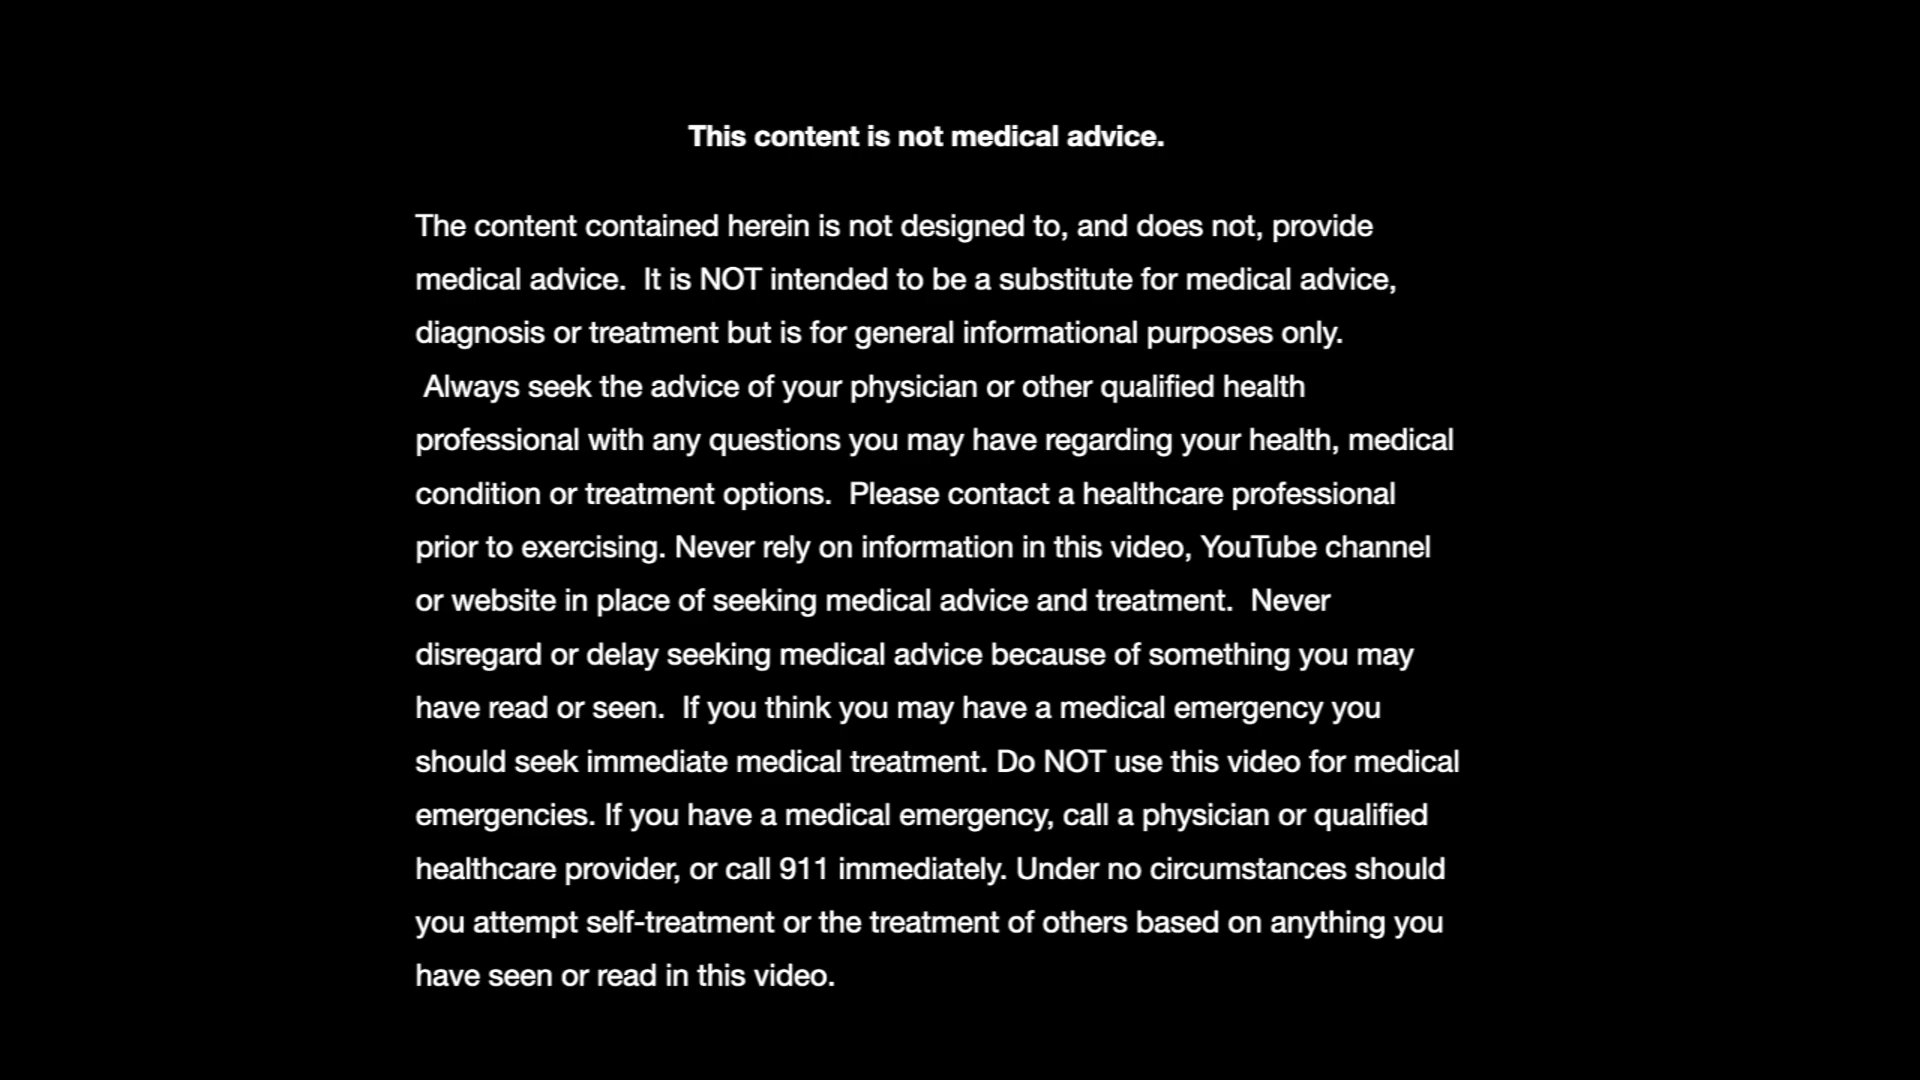 This content is not medical advice.
The content contained herein is not designed to, and does not, provide
medical advice.  It is NOT intended to be a substitute for medical advice,
diagnosis or treatment but is for general informational purposes only.
Always seek the advice of your physician or other qualified health
professional with any questions you may have regarding your health, medical
condition or treatment options.  Please contact a healthcare professional
prior to exercising. Never rely on information in this video, YouTube channel
or website in place of seeking medical advice and treatment.  Never
disregard or delay seeking medical advice because of something you may
have read or seen.  If you think you may have a medical emergency you
should seek immediate medical treatment. Do NOT use this video for medical
emergencies. If you have a medical emergency, call a physician or qualified
healthcare provider, or call 911 immediately. Under no circumstances should
you attempt self-treatment or the treatment of others based on anything you
have seen or read in this video.